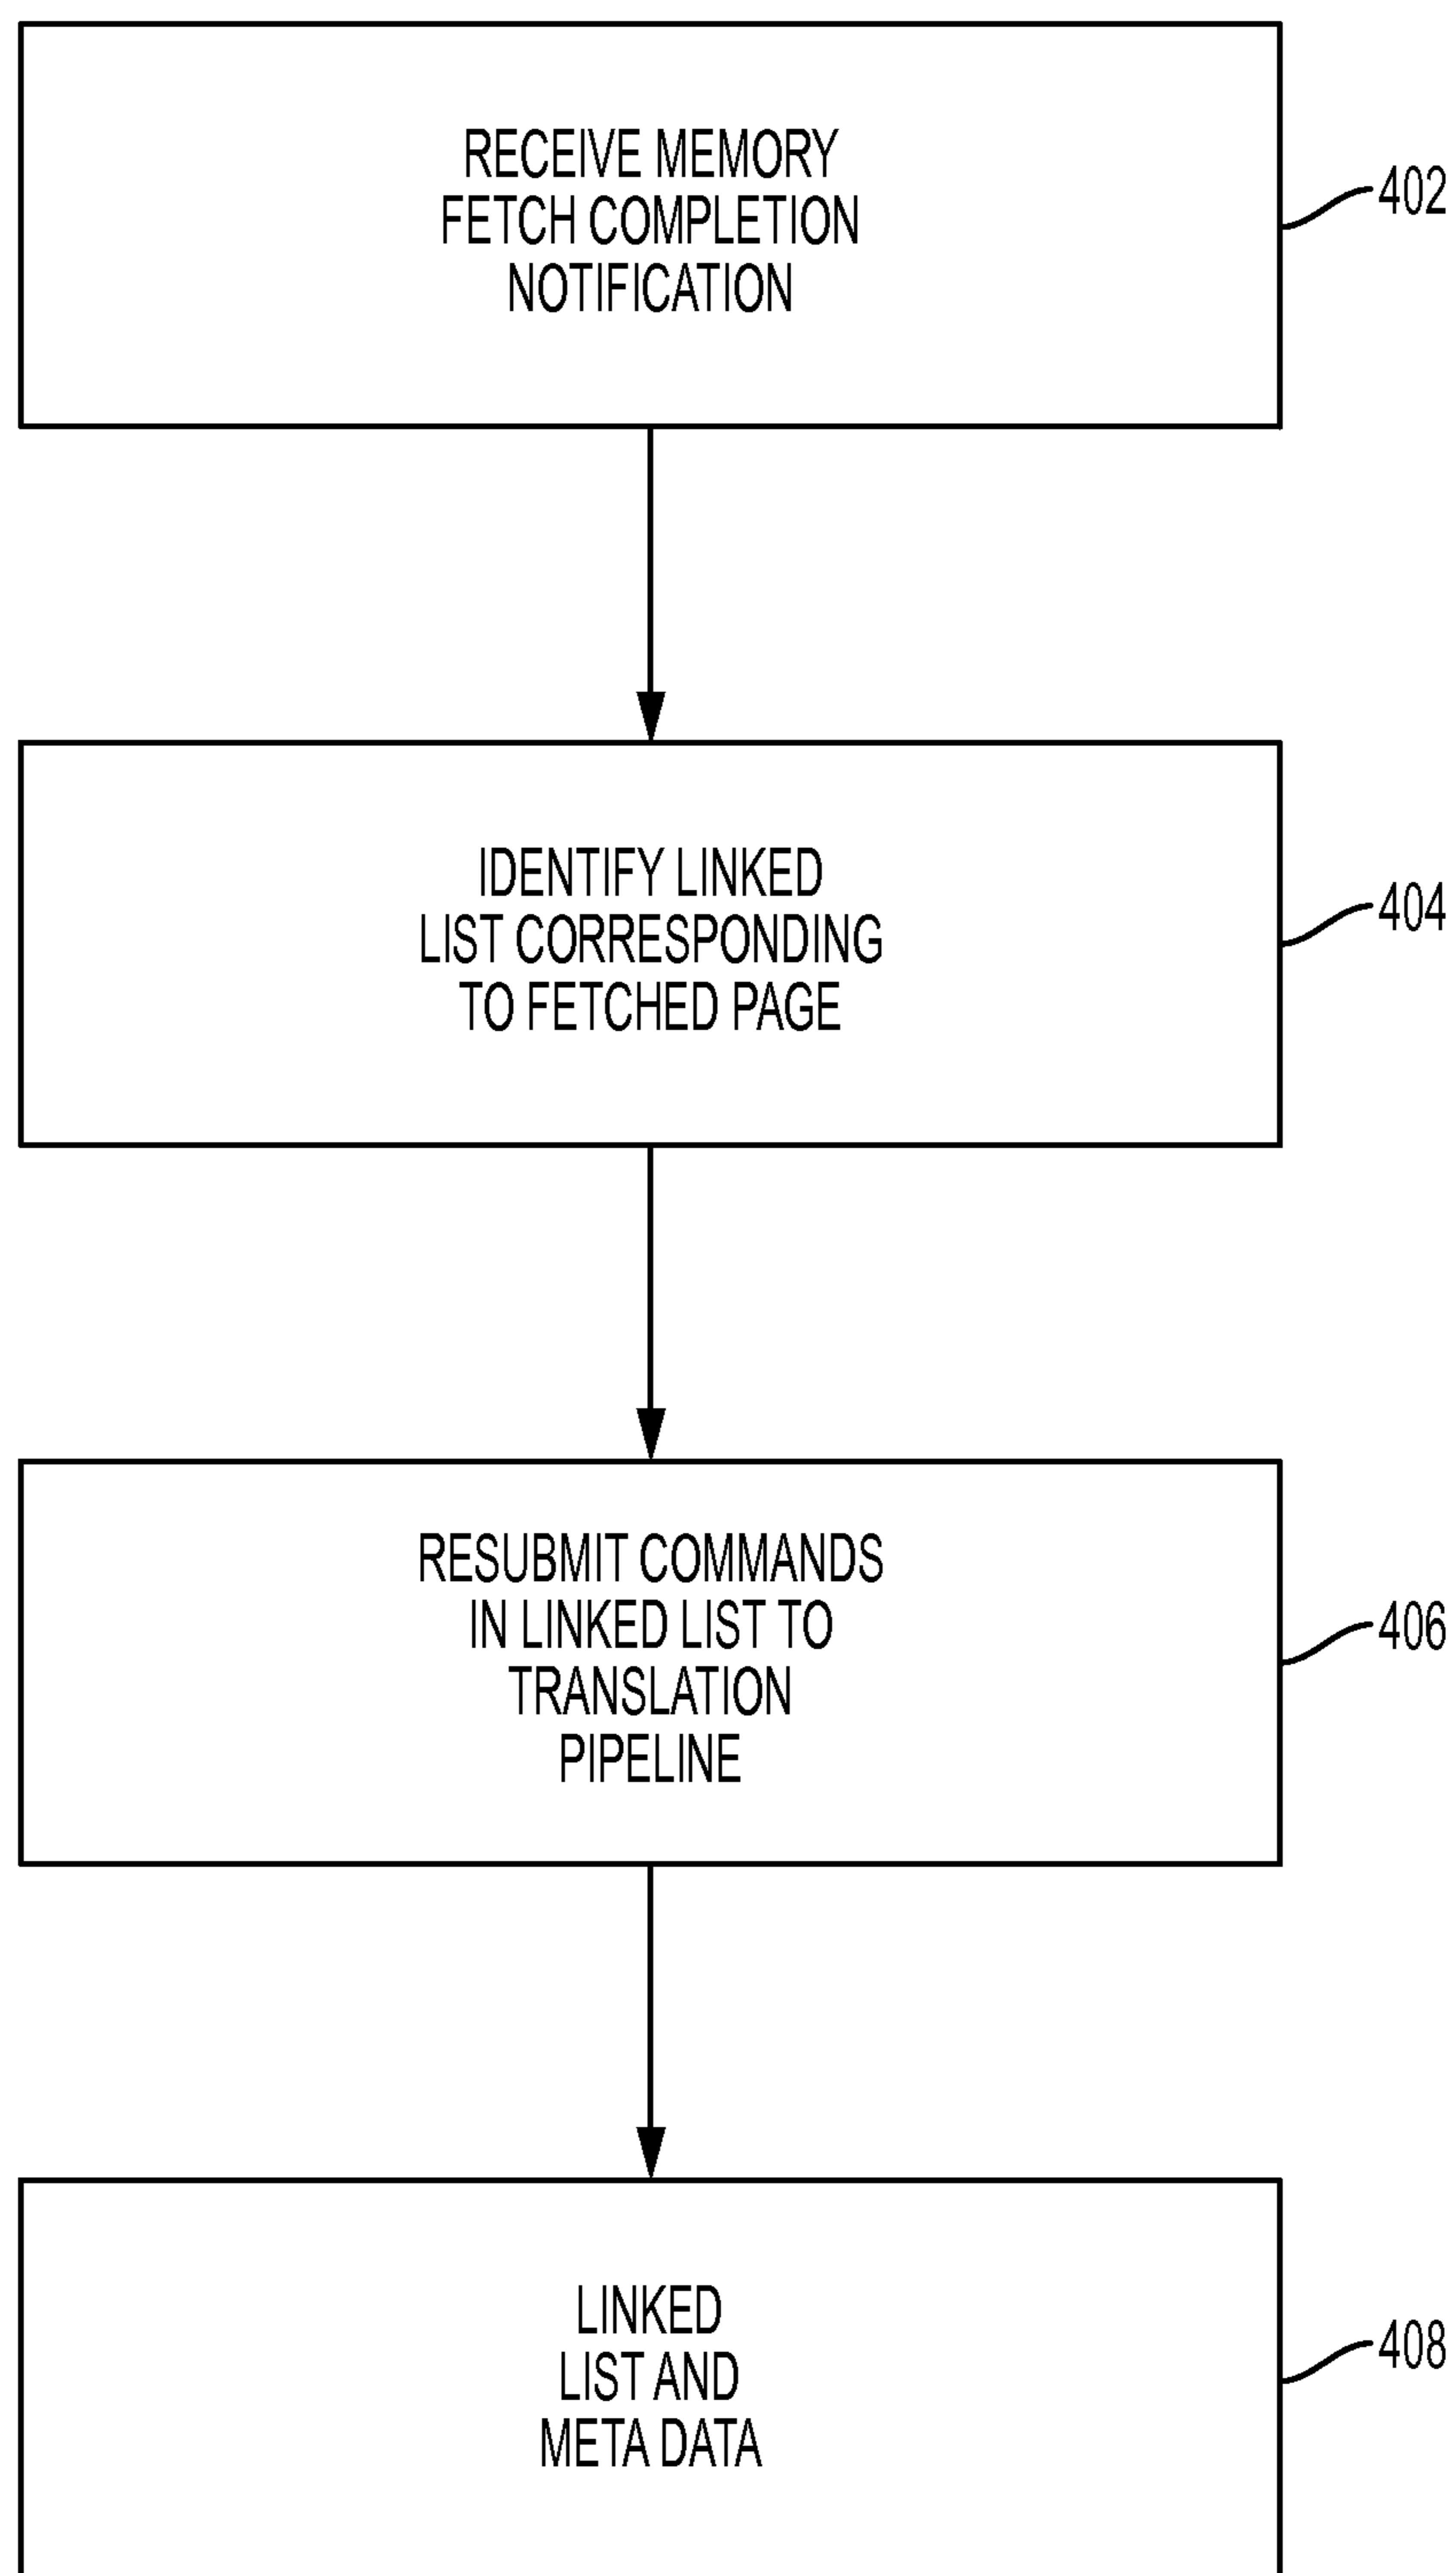 RECEIVE MEMORY
FETCH COMPLETION
NOTIFICATION
402
IDENTIFY LINKED
LIST CORRESPONDING
TO FETCHED PAGE
404
RESUBMIT COMMANDS
IN LINKED LIST TO
TRANSLATION
PIPELINE
406
LINKED
LIST AND
META DATA
408